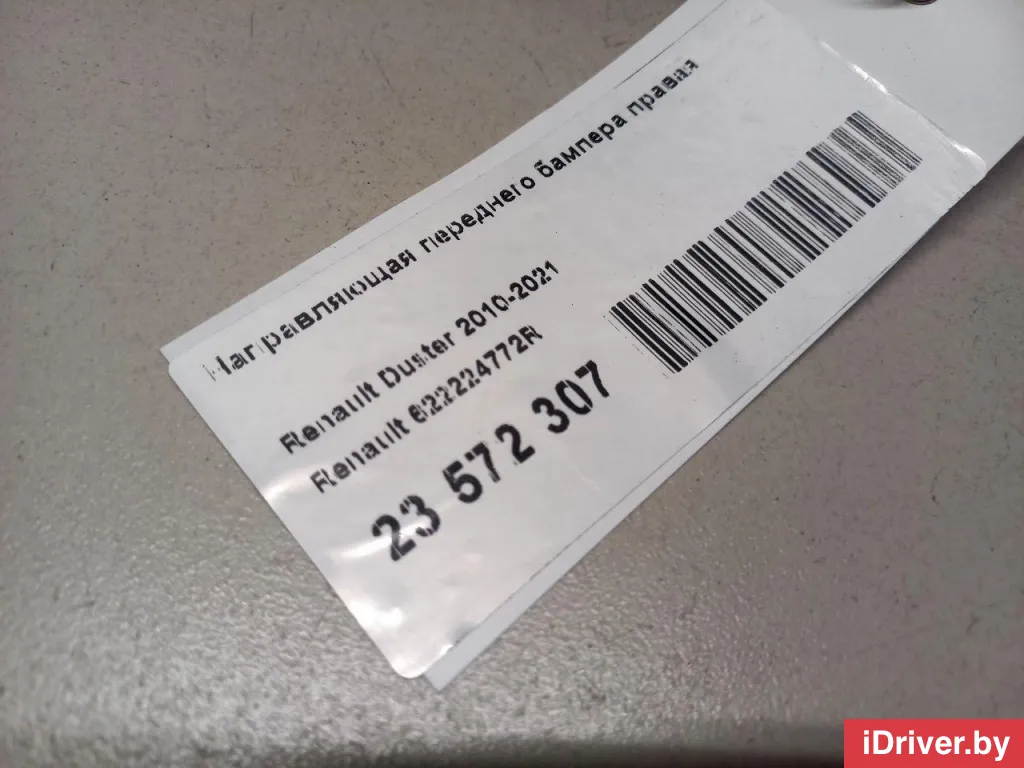 Направляющая переднего бампера правая
Renault Duster 2010-2021
Renault 622224772R
23 572 307
iDriver.by